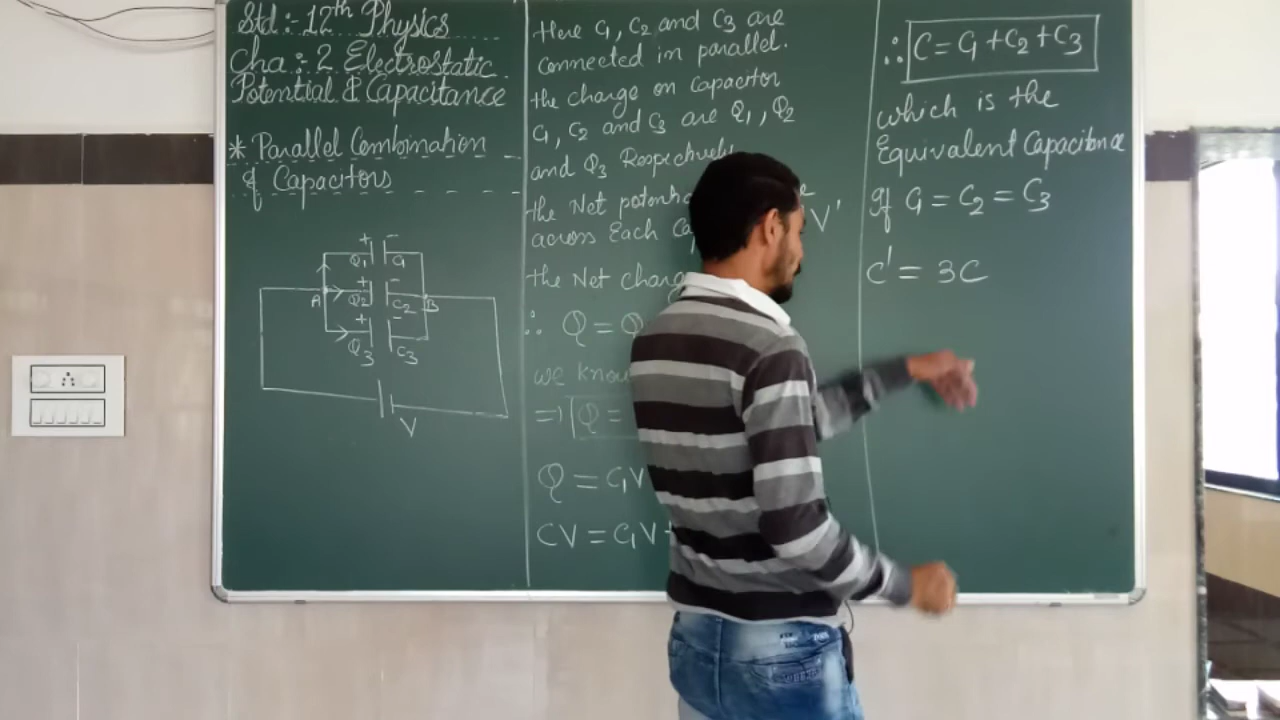 Std :- 12th Physics
Cha :- 2 Electrostatic
Potential & Capacitance
* Parallel Combination
of Capacitors
+ -
Q1 C1
+ -
A Q2 C2 B
+ -
Q3 C3
V
Here C1, C2 and C3 are
connected in parallel.
the charge on capacitor
C1, C2 and C3 are Q1, Q2
and Q3 Respectively
the Net
across Each V'
the Net charge
∴ Q =
we know
⇒ Q =
Q = C1V
CV = C1V +
∴ C = C1 + C2 + C3
which is the
Equivalent Capacitance
If C1 = C2 = C3
C' = 3C